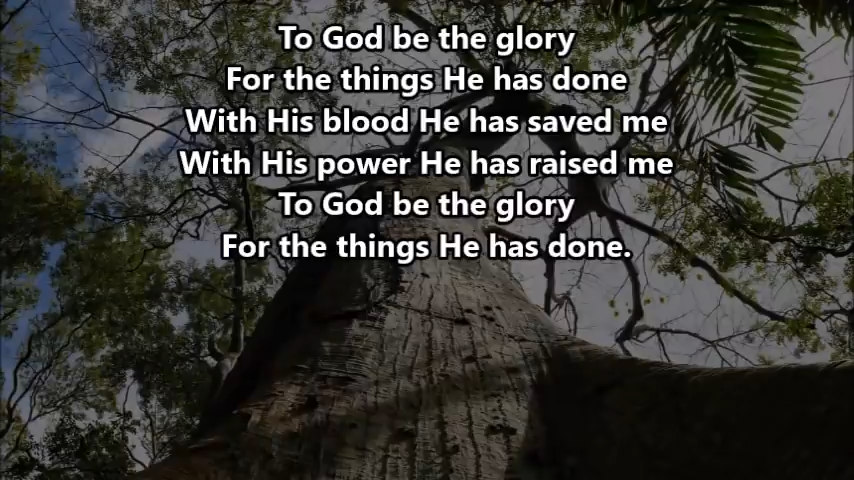 To God be the glory
For the things He has done
With His blood He has saved me
With His power He has raised me
To God be the glory
For the things He has done.